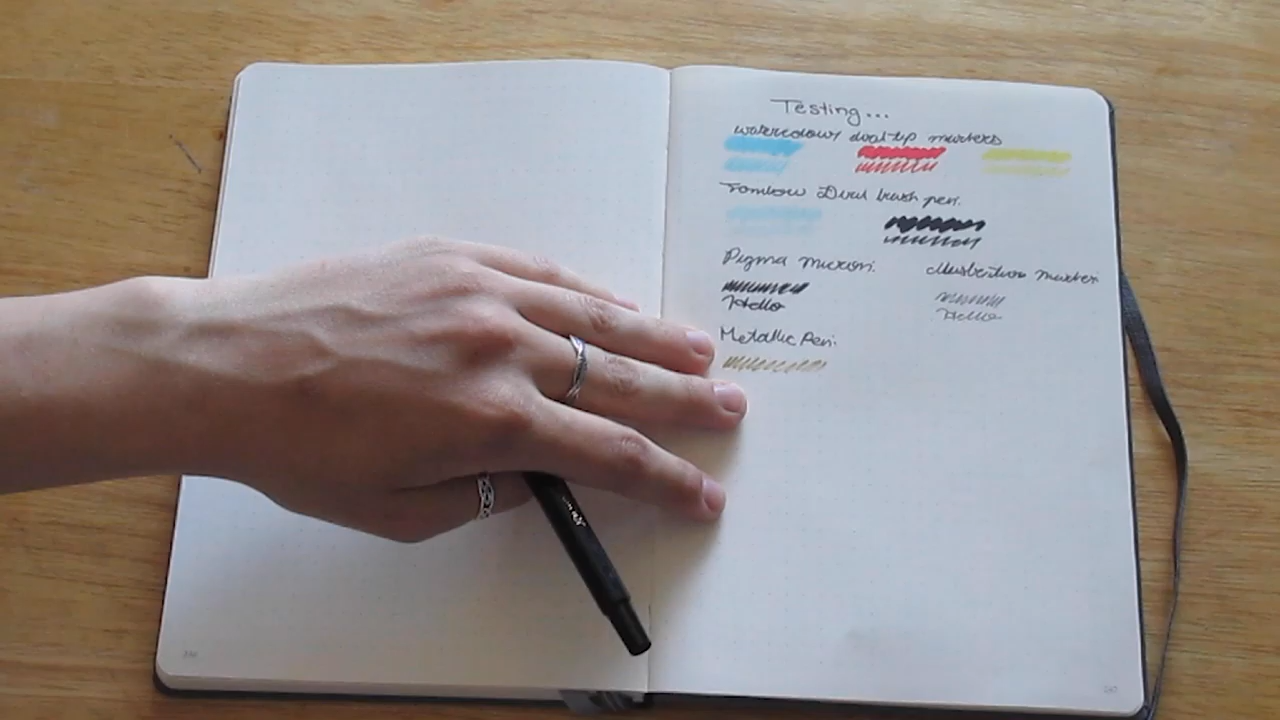 Testing...
watercolour dual-tip markers
Tombow Dual brush pen.
Pigma micron. illustration marker.
Hello Hello
Metallic Pen.